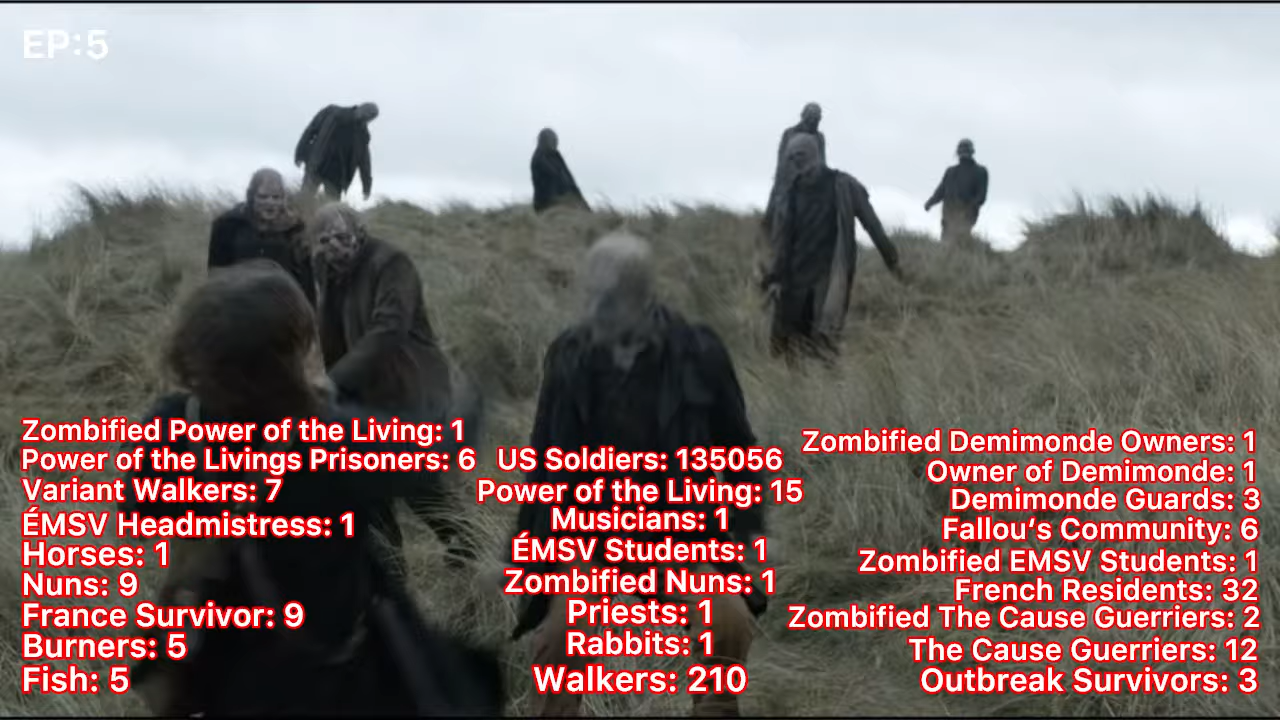 EP:5
Zombified Power of the Living: 1
Power of the Livings Prisoners: 6
Variant Walkers: 7
ÉMSV Headmistress: 1
Horses: 1
Nuns: 9
France Survivor: 9
Burners: 5
Fish: 5
US Soldiers: 135056
Power of the Living: 15
Musicians: 1
ÉMSV Students: 1
Zombified Nuns: 1
Priests: 1
Rabbits: 1
Walkers: 210
Zombified Demimonde Owners: 1
Owner of Demimonde: 1
Demimonde Guards: 3
Fallou‘s Community: 6
Zombified EMSV Students: 1
French Residents: 32
Zombified The Cause Guerriers: 2
The Cause Guerriers: 12
Outbreak Survivors: 3